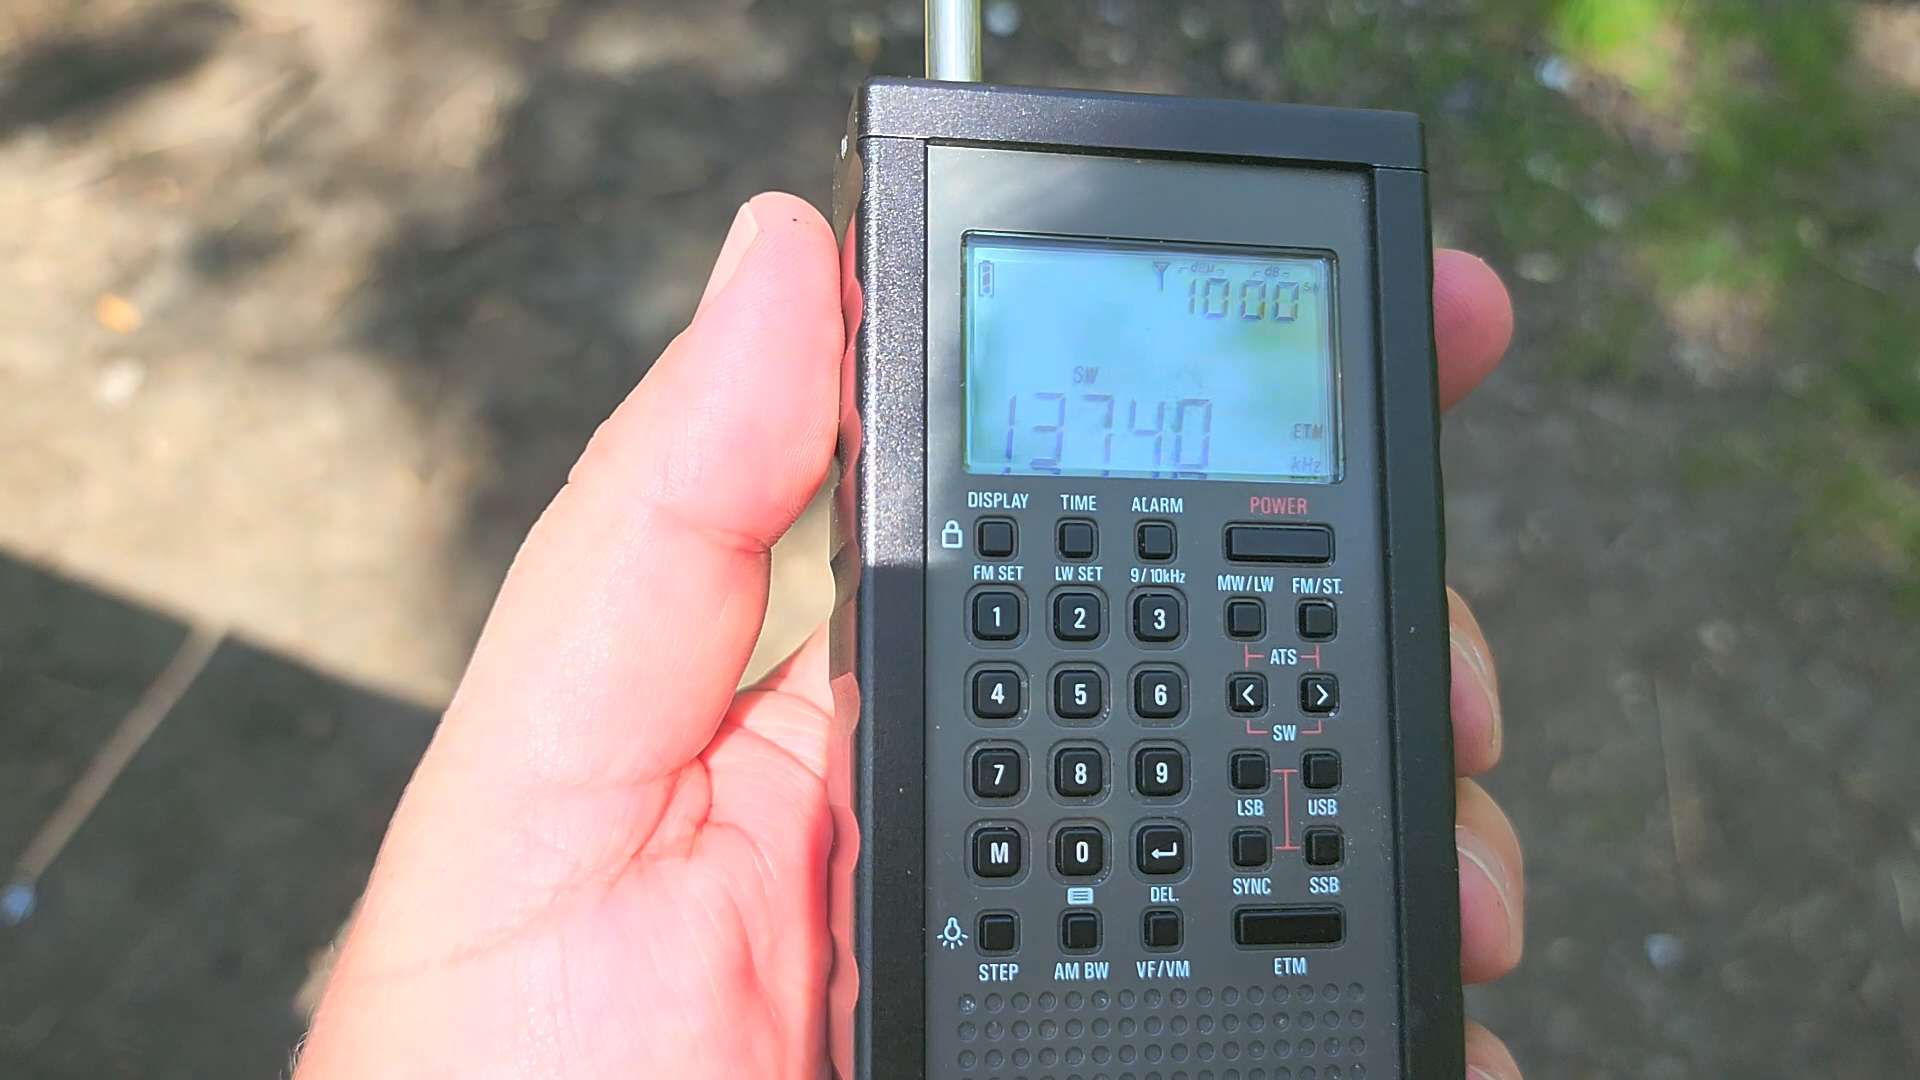 dBµ dB
1000 S/N
SW
13740
ETM
kHz
DISPLAY TIME ALARM POWER
FM SET LW SET 9/10kHz MW/LW FM/ST.
1 2 3
ATS
4 5 6 < >
SW
7 8 9
LSB USB
M 0
DEL. SYNC SSB
STEP AM BW VF/VM ETM